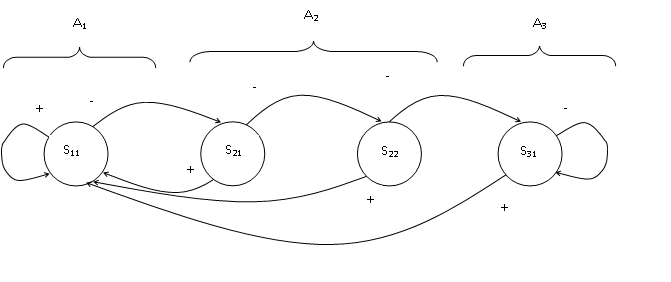 A₁ A₂ A₃
+ - - - -
S₁₁ S₂₁ S₂₂ S₃₁
+ + +